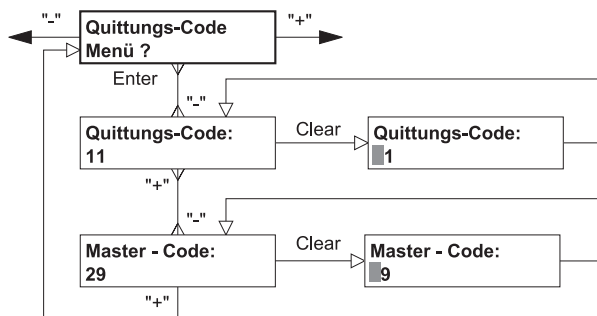 "-"
Quittungs-Code
Menü ?
"+"
Enter
"-"
Quittungs-Code:
11
Clear
Quittungs-Code:
1
"+"
"-"
Master - Code:
29
Clear
Master - Code:
9
"+"